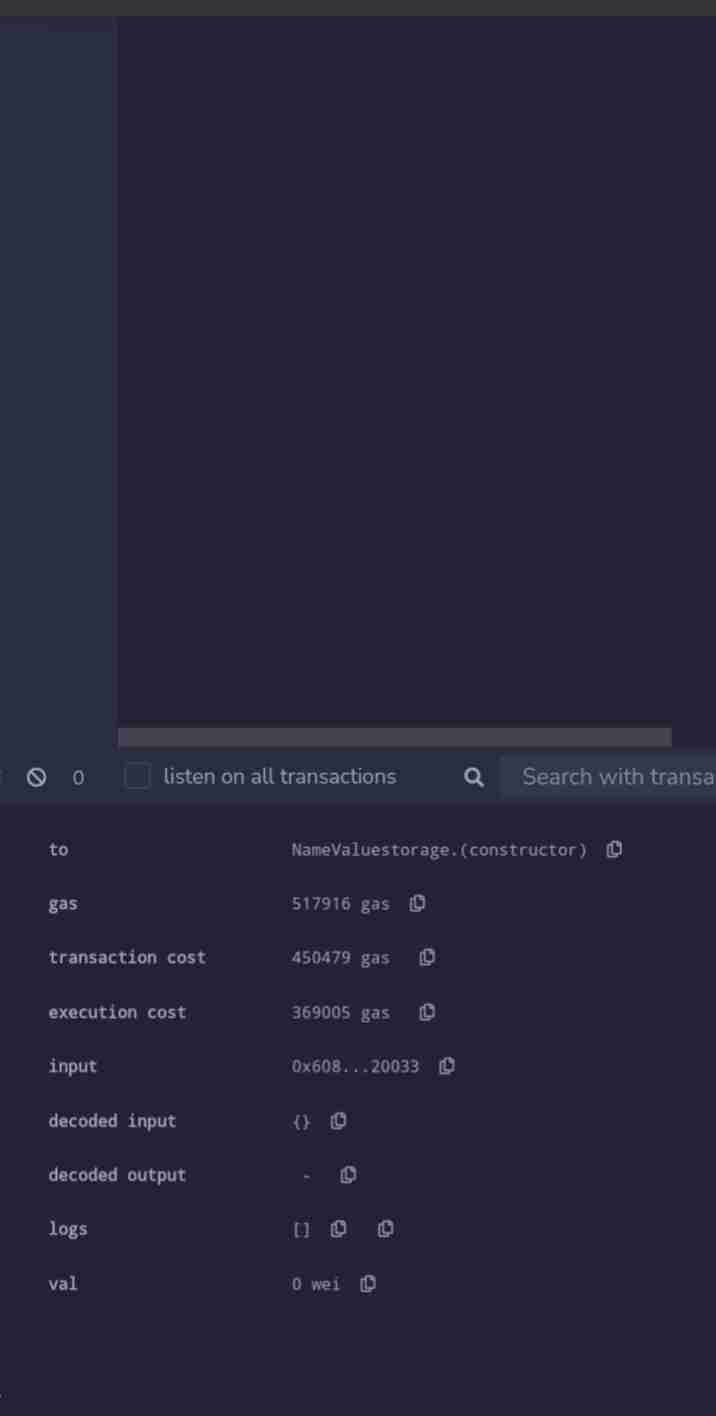 0 listen on all transactions Search with transa
to NameValuestorage.(constructor)
gas 517916 gas
transaction cost 450479 gas
execution cost 369005 gas
input 0x608...20033
decoded input {}
decoded output -
logs []
val 0 wei